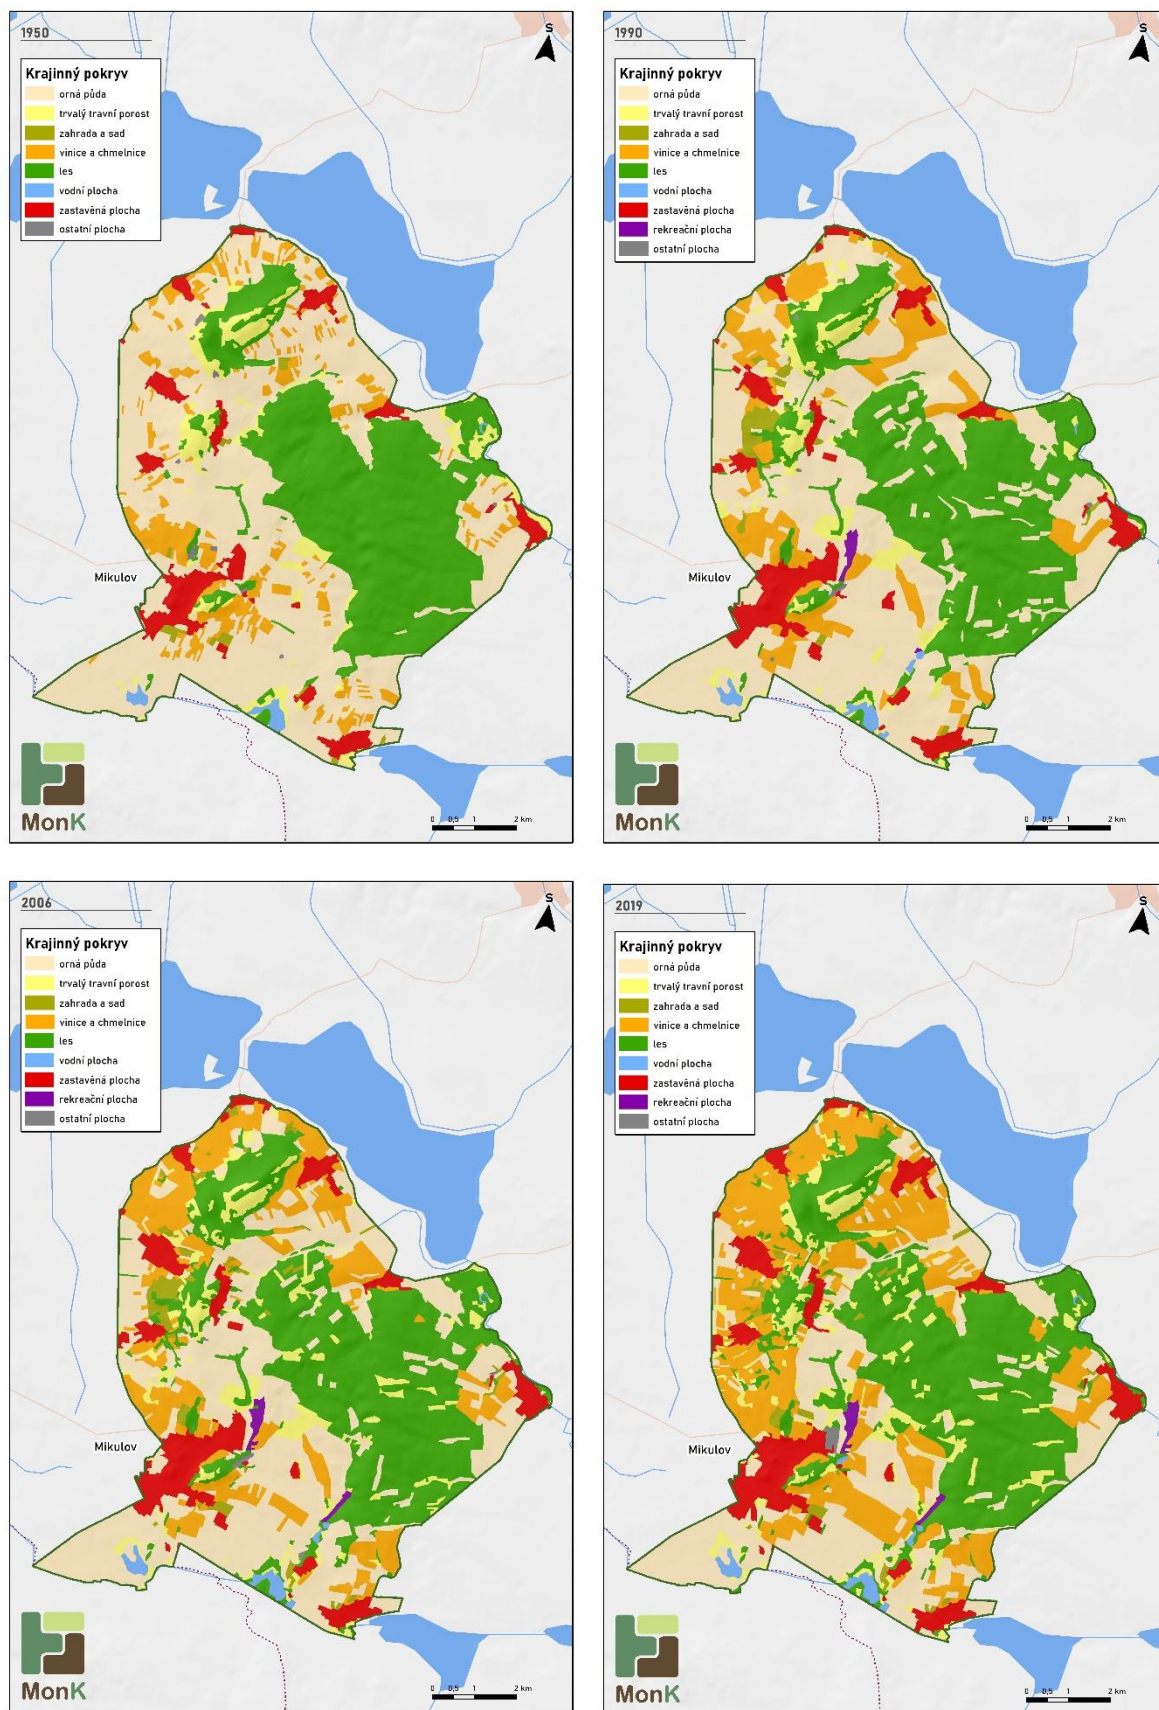 1950
S
Krajinný pokryv
orná půda
trvalý travní porost
zahrada a sad
vinice a chmelnice
les
vodní plocha
zastavěná plocha
ostatní plocha
Mikulov
MonK
0 0,5 1 2 km
1990
S
Krajinný pokryv
orná půda
trvalý travní porost
zahrada a sad
vinice a chmelnice
les
vodní plocha
zastavěná plocha
rekreační plocha
ostatní plocha
Mikulov
MonK
0 0,5 1 2 km
2006
S
Krajinný pokryv
orná půda
trvalý travní porost
zahrada a sad
vinice a chmelnice
les
vodní plocha
zastavěná plocha
rekreační plocha
ostatní plocha
Mikulov
MonK
0 0,5 1 2 km
2019
S
Krajinný pokryv
orná půda
trvalý travní porost
zahrada a sad
vinice a chmelnice
les
vodní plocha
zastavěná plocha
rekreační plocha
ostatní plocha
Mikulov
MonK
0 0,5 1 2 km